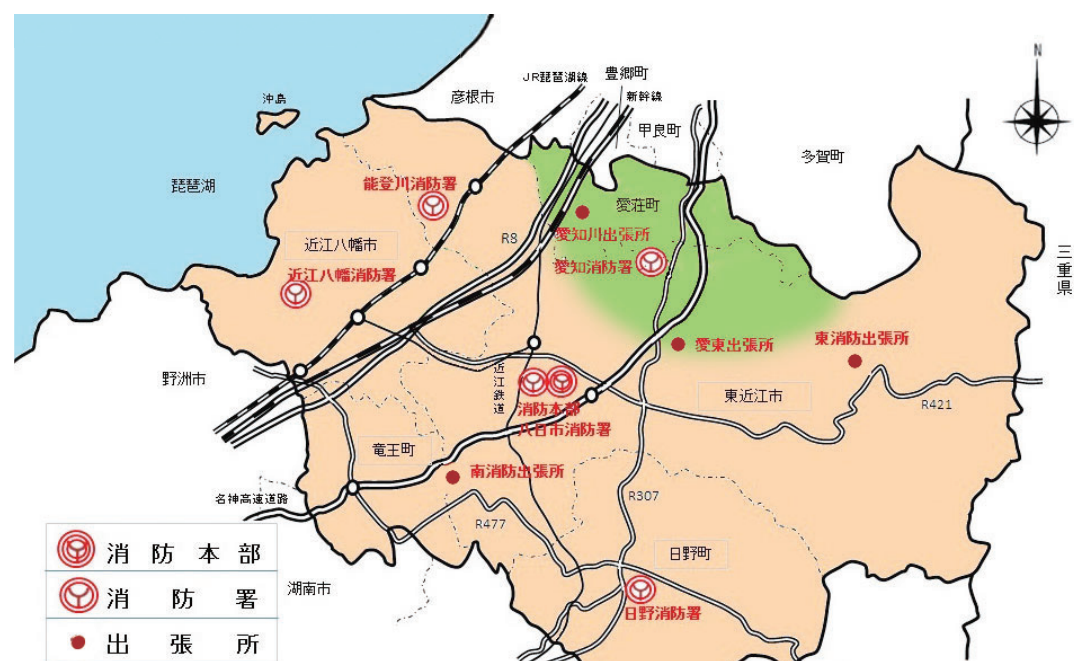 N
JR琵琶湖線
豊郷町
新幹線
彦根市
沖島
甲良町
多賀町
琵琶湖
能登川消防署
愛荘町
愛知川出張所
R8
近江八幡市
愛知消防署
近江八幡消防署
三重県
愛東出張所
東消防出張所
野洲市
近江鉄道
東近江市
R421
消防本部
八日市消防署
竜王町
南消防出張所
名神高速道路
R307
R477
日野町
湖南市
日野消防署
消防本部
消防署
出張所